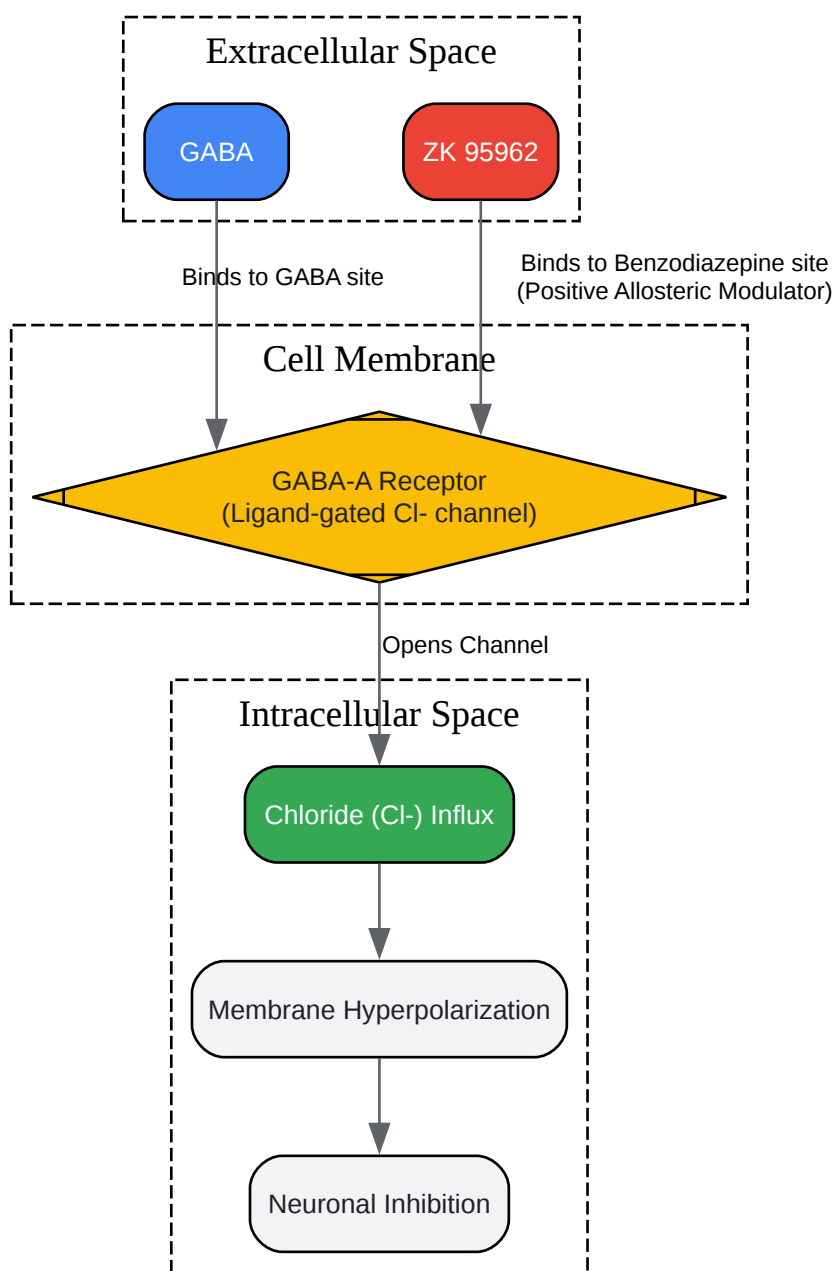 Extracellular Space
GABA
ZK 95962
Binds to GABA site
Binds to Benzodiazepine site
(Positive Allosteric Modulator)
Cell Membrane
GABA-A Receptor
(Ligand-gated Cl- channel)
Opens Channel
Intracellular Space
Chloride (Cl-) Influx
Membrane Hyperpolarization
Neuronal Inhibition